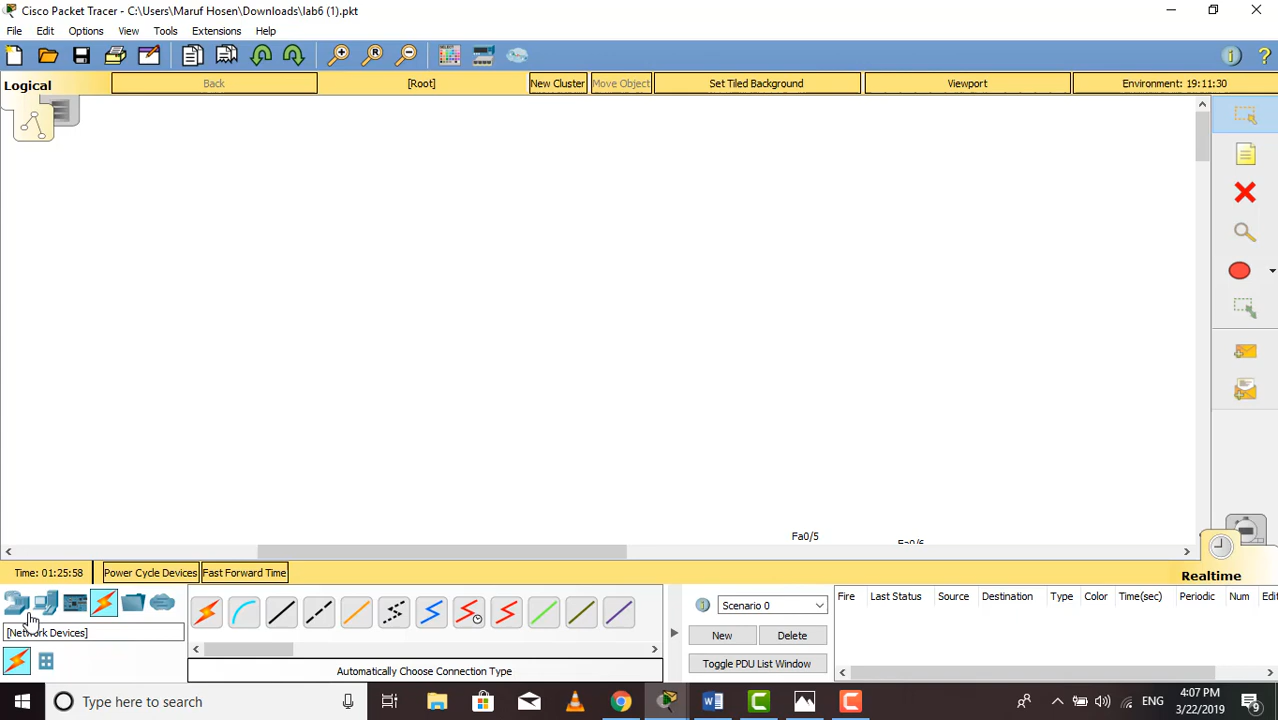 Cisco Packet Tracer - C:\Users\Maruf Hosen\Downloads\lab6 (1).pkt
File Edit Options View Tools Extensions Help
Logical Back [Root] New Cluster Move Object Set Tiled Background Viewport Environment: 19:11:30
Fa0/5
Fa0/6
Time: 01:25:58 Power Cycle Devices Fast Forward Time Realtime
[Network Devices]
Automatically Choose Connection Type
Scenario 0
New Delete
Toggle PDU List Window
Fire Last Status Source Destination Type Color Time(sec) Periodic Num Edit
Type here to search
ENG 4:07 PM
3/22/2019
9